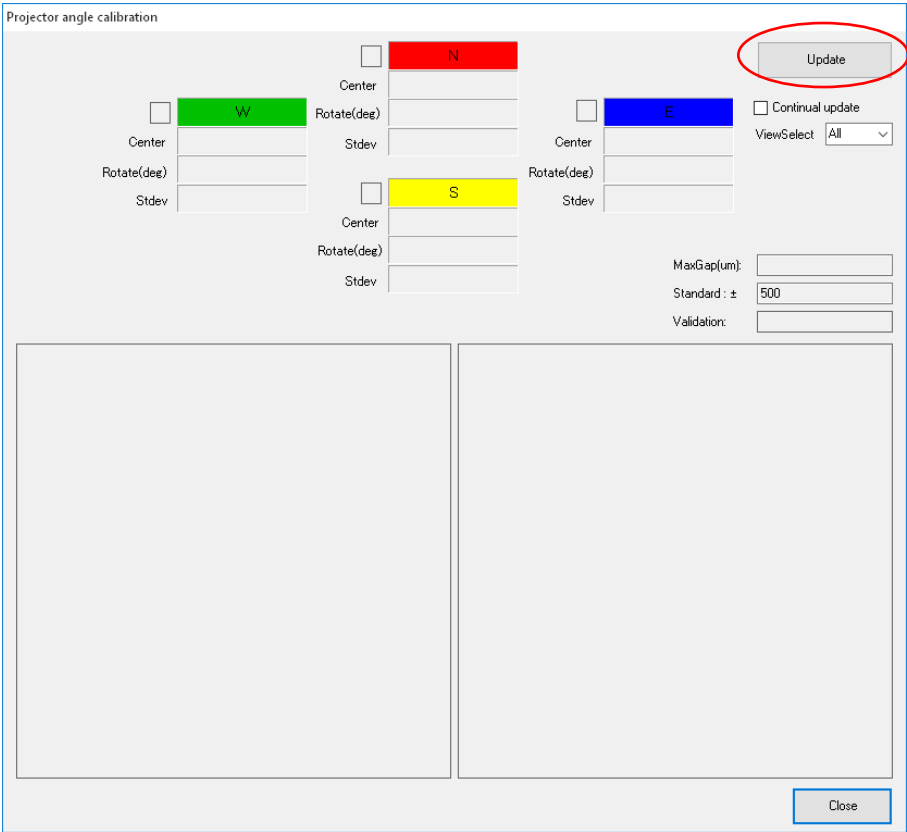 Projector angle calibration
N
Center
Rotate(deg)
Stdev
W
Center
Rotate(deg)
Stdev
E
Center
Rotate(deg)
Stdev
S
Center
Rotate(deg)
Stdev
Update
Continual update
ViewSelect All
MaxGap(um):
Standard : ± 500
Validation:
Close